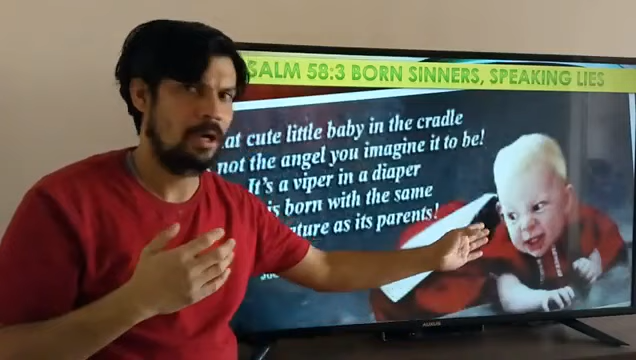 SALM 58:3 BORN SINNERS, SPEAKING LIES
at cute little baby in the cradle
not the angel you imagine it to be!
It's a viper in a diaper
is born with the same
ture as its parents!